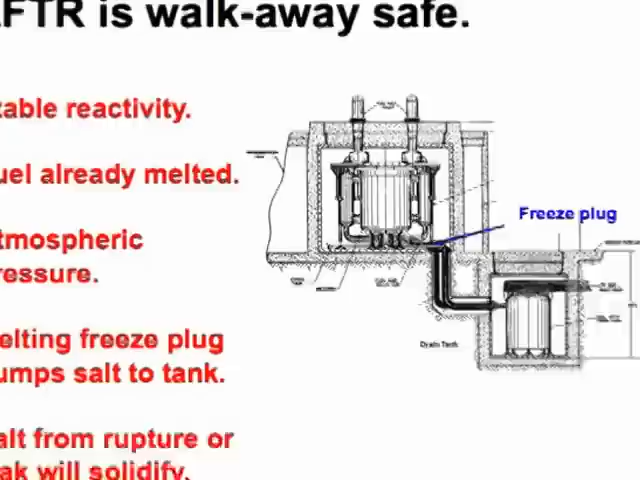 FTR is walk-away safe.
table reactivity.
uel already melted.
tmospheric
ressure.
elting freeze plug
umps salt to tank.
alt from rupture or
ak will solidify.
Freeze plug
Drain Tank